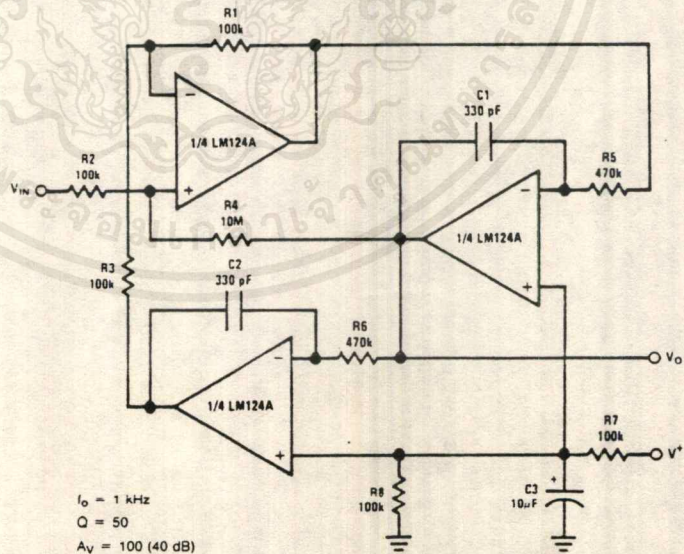 R1
100k
C1
330 pF
R2
100k
VIN
1/4 LM124A
R5
470k
R4
10M
1/4 LM124A
R3
100k
C2
330 pF
R6
470k
VO
1/4 LM124A
R7
100k
V+
R8
100k
C3
10μF
fo = 1 kHz
Q = 50
AV = 100 (40 dB)